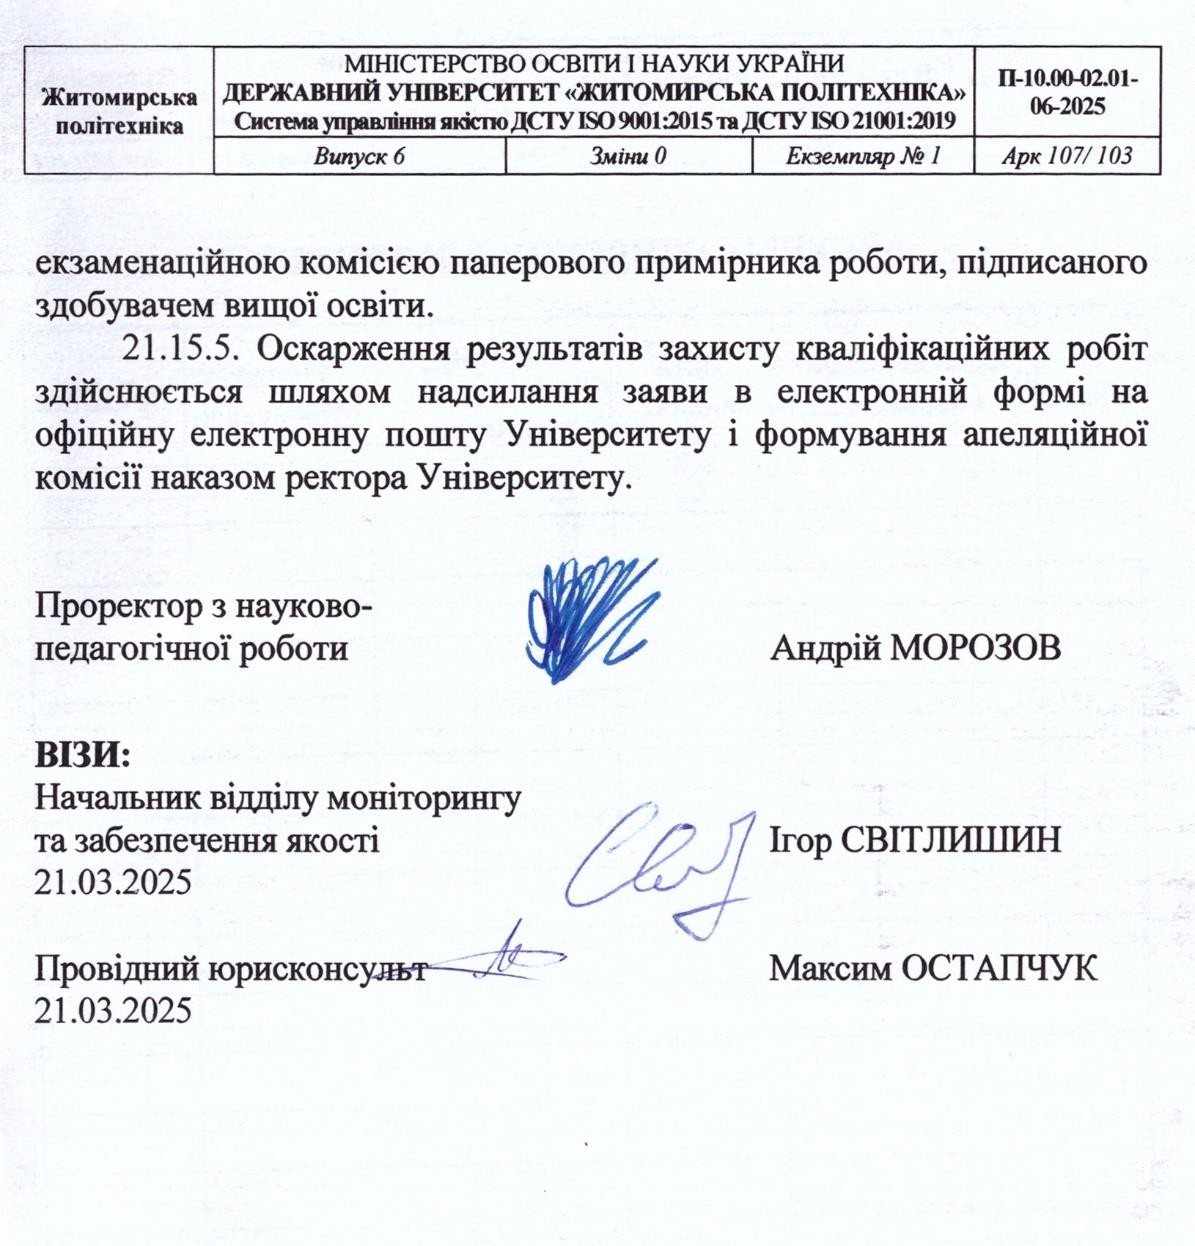 Житомирська
політехніка
МІНІСТЕРСТВО ОСВІТИ І НАУКИ УКРАЇНИ
ДЕРЖАВНИЙ УНІВЕРСИТЕТ «ЖИТОМИРСЬКА ПОЛІТЕХНІКА»
Система управління якістю ДСТУ ISO 9001:2015 та ДСТУ ISO 21001:2019
П-10.00-02.01-
06-2025
Випуск 6
Зміни 0
Екземпляр № 1
Арк 107/ 103
екзаменаційною комісією паперового примірника роботи, підписаного
здобувачем вищої освіти.
21.15.5. Оскарження результатів захисту кваліфікаційних робіт
здійснюється шляхом надсилання заяви в електронній формі на
офіційну електронну пошту Університету і формування апеляційної
комісії наказом ректора Університету.
Проректор з науково-
педагогічної роботи
Андрій МОРОЗОВ
ВІЗИ:
Начальник відділу моніторингу
та забезпечення якості
Ігор СВІТЛИШИН
21.03.2025
Провідний юрисконсульт
Максим ОСТАПЧУК
21.03.2025